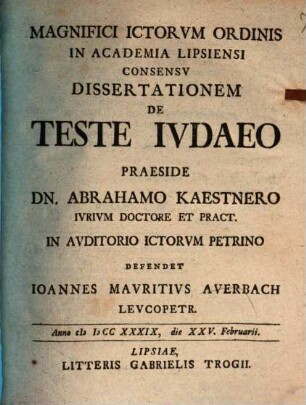 MAGNIFICI ICTORVM ORDINIS
IN ACADEMIA LIPSIENSI
CONSENSV
DISSERTATIONEM
DE
TESTE IVDAEO
PRAESIDE
DN. ABRAHAMO KAESTNERO
IVRIVM DOCTORE ET PRACT.
IN AVDITORIO ICTORVM PETRINO
DEFENDET
IOANNES MAVRITIVS AVERBACH
LEVCOPETR.
Anno cIɔ IɔCC XXXIX, die XXV. Februarii.
LIPSIAE,
LITTERIS GABRIELIS TROGII.